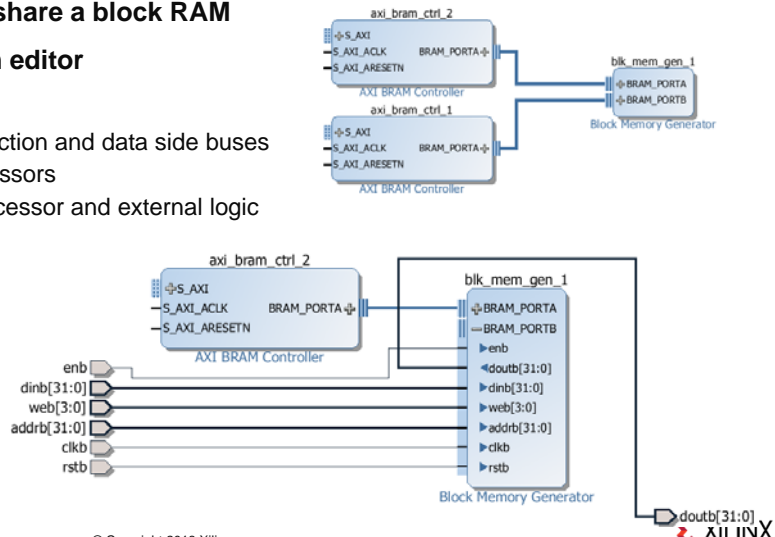 share a block RAM
editor
ction and data side buses
ssors
cessor and external logic
axi_bram_ctrl_2
S_AXI
S_AXI_ACLK BRAM_PORTA
S_AXI_ARESETN
AXI BRAM Controller
axi_bram_ctrl_1
S_AXI
S_AXI_ACLK BRAM_PORTA
S_AXI_ARESETN
AXI BRAM Controller
blk_mem_gen_1
BRAM_PORTA
BRAM_PORTB
Block Memory Generator
axi_bram_ctrl_2
S_AXI
S_AXI_ACLK BRAM_PORTA
S_AXI_ARESETN
AXI BRAM Controller
enb
dinb[31:0]
web[3:0]
addrb[31:0]
clkb
rstb
blk_mem_gen_1
BRAM_PORTA
BRAM_PORTB
enb
doutb[31:0]
dinb[31:0]
web[3:0]
addrb[31:0]
clkb
rstb
Block Memory Generator
doutb[31:0]
XILINX